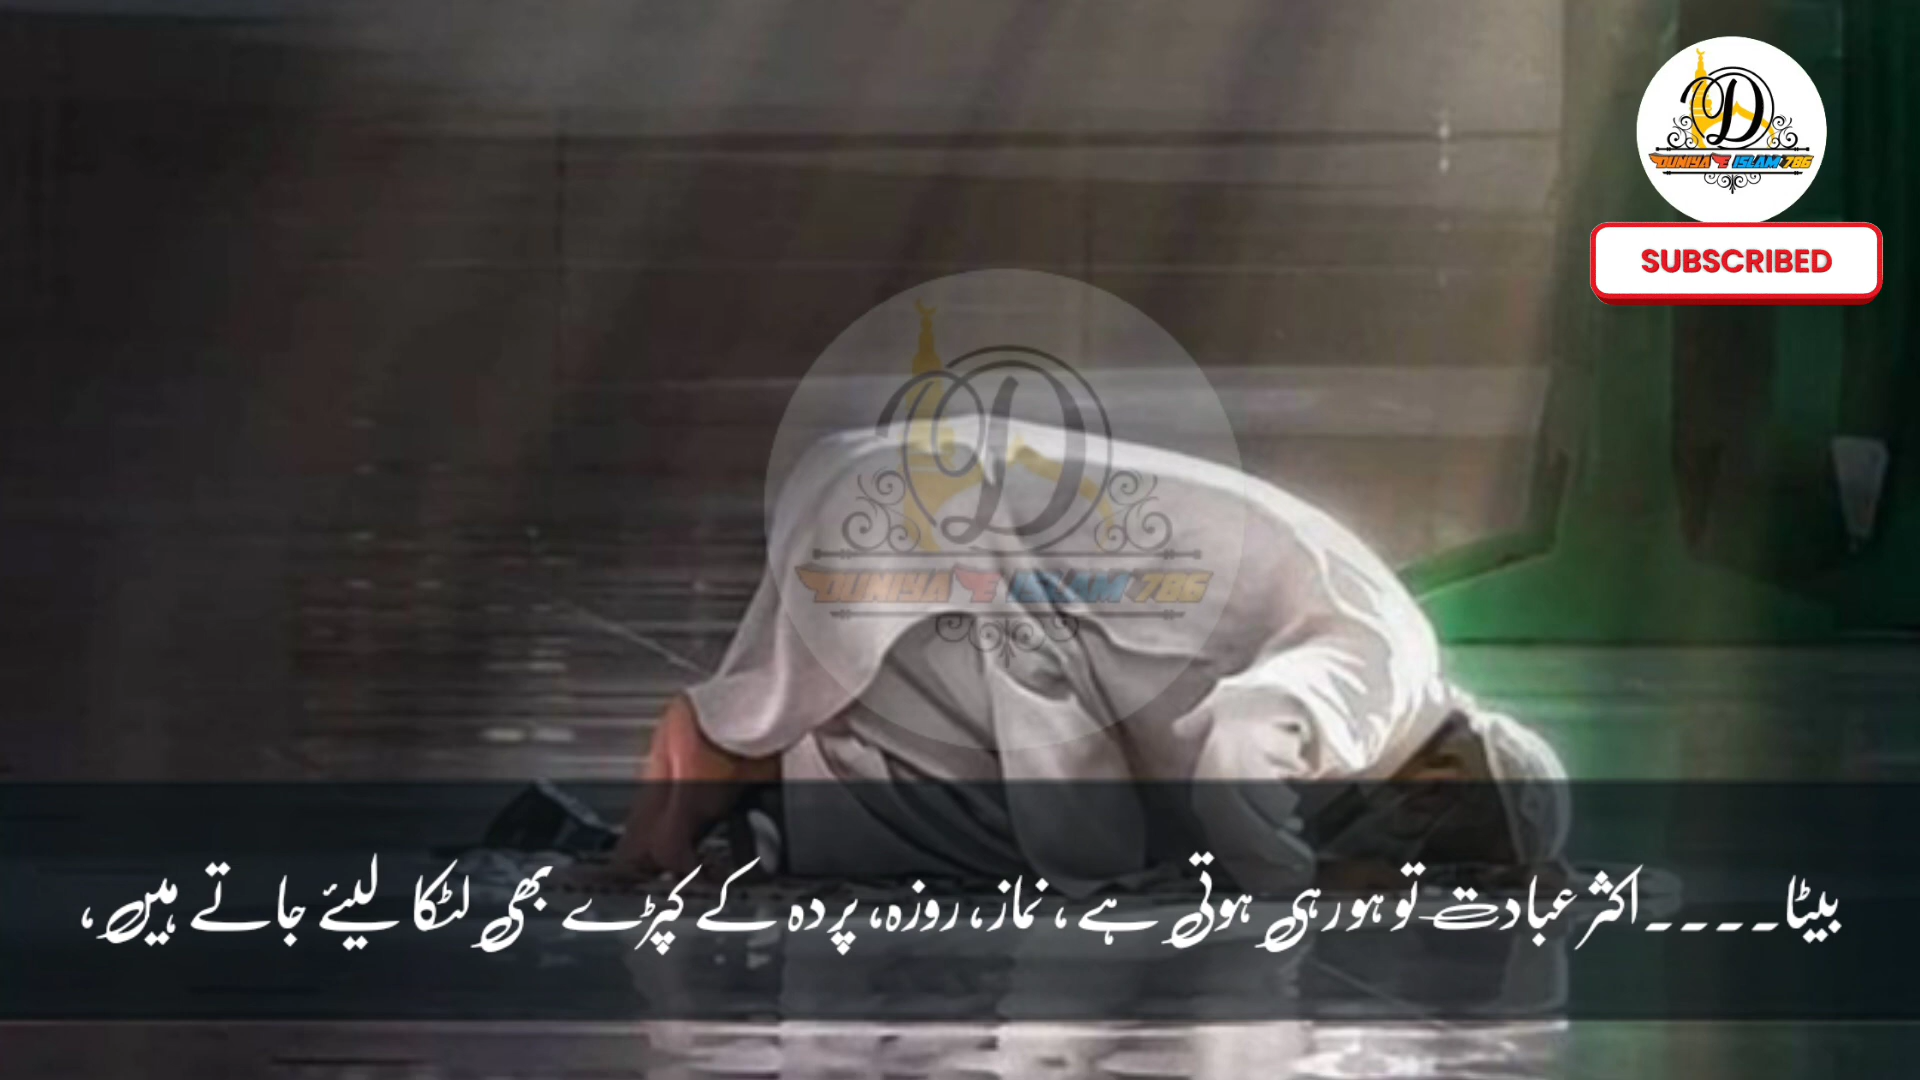 DUNIYA E ISLAM 786
SUBSCRIBED
D
DUNIYA E ISLAM 786
بیٹا۔۔۔۔اکثر عبادت تو ہو رہی ہوتی ہے، نماز، روزہ، پردہ کے کپڑے بھی لٹکا لیئے جاتے ہیں،